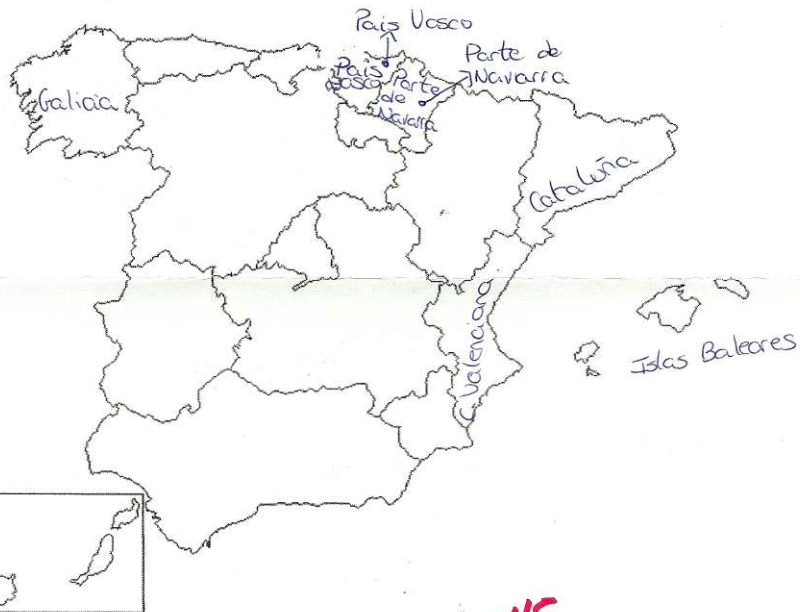 País Vasco
Parte de
Navarra
País
Vasco
Parte
de
Navarra
Galicia
Cataluña
C. Valenciana
Islas Baleares